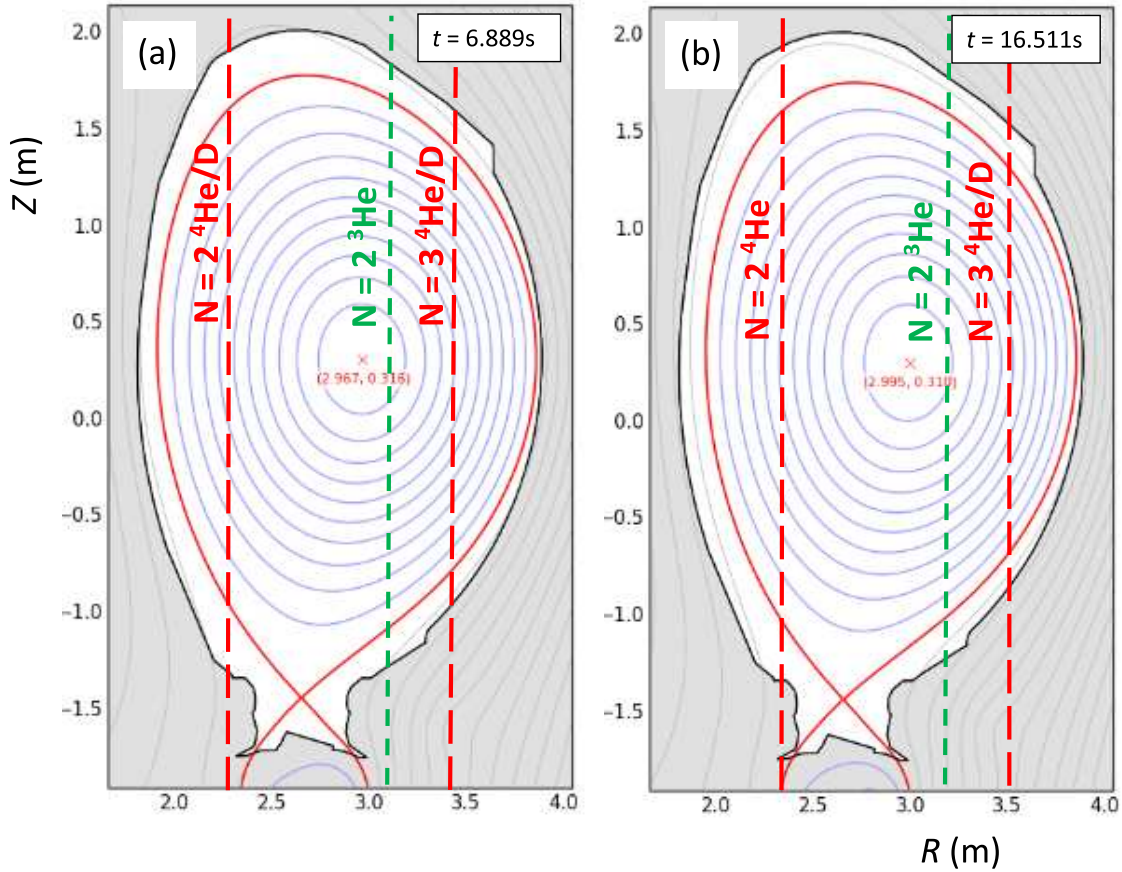 (a)
t = 6.889s
Z (m)
2.0
1.5
1.0
0.5
0.0
−0.5
−1.0
−1.5
N = 2 ⁴He/D
N = 2 ³He
N = 3 ⁴He/D
(2.967, 0.316)
2.0 2.5 3.0 3.5 4.0
(b)
t = 16.511s
2.0
1.5
1.0
0.5
0.0
−0.5
−1.0
−1.5
N = 2 ⁴He
N = 2 ³He
N = 3 ⁴He/D
(2.995, 0.310)
2.0 2.5 3.0 3.5 4.0
R (m)